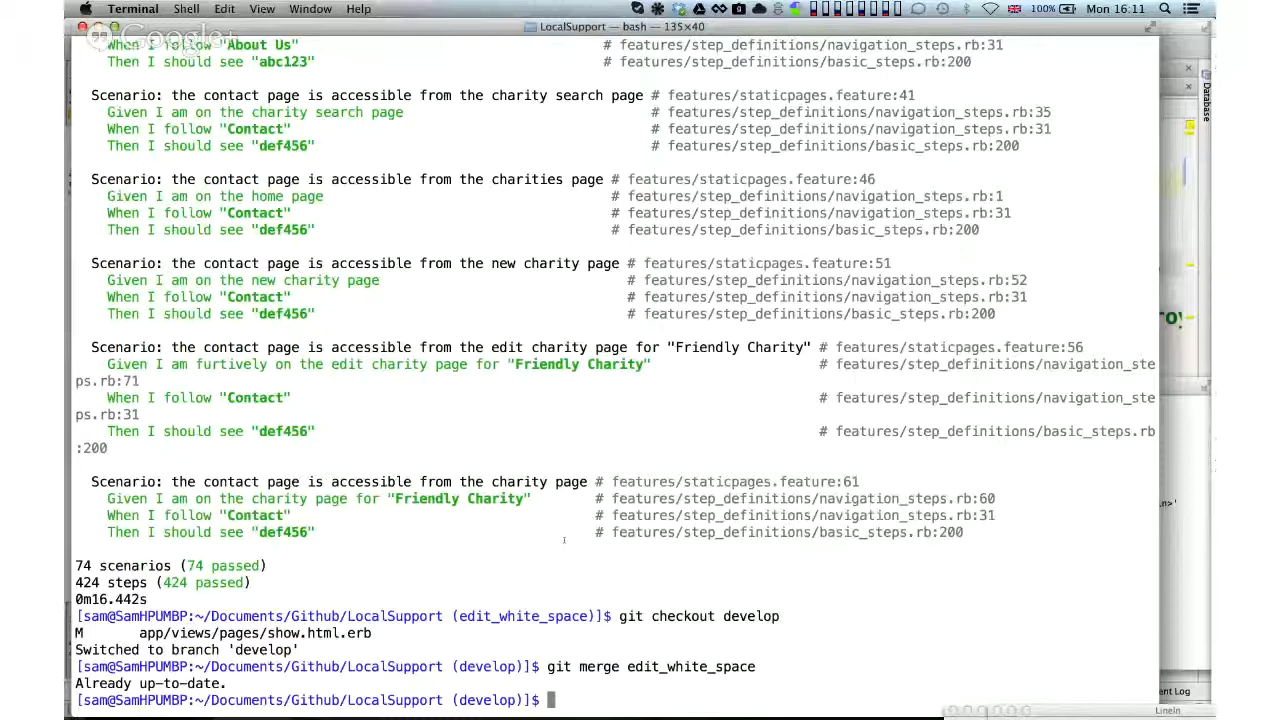 Terminal Shell Edit View Window Help 100% Mon 16:11
LocalSupport — bash — 135×40
Google+
When I follow "About Us" # features/step_definitions/navigation_steps.rb:31
Then I should see "abc123" # features/step_definitions/basic_steps.rb:200
Scenario: the contact page is accessible from the charity search page # features/staticpages.feature:41
Given I am on the charity search page # features/step_definitions/navigation_steps.rb:35
When I follow "Contact" # features/step_definitions/navigation_steps.rb:31
Then I should see "def456" # features/step_definitions/basic_steps.rb:200
Scenario: the contact page is accessible from the charities page # features/staticpages.feature:46
Given I am on the home page # features/step_definitions/navigation_steps.rb:1
When I follow "Contact" # features/step_definitions/navigation_steps.rb:31
Then I should see "def456" # features/step_definitions/basic_steps.rb:200
Scenario: the contact page is accessible from the new charity page # features/staticpages.feature:51
Given I am on the new charity page # features/step_definitions/navigation_steps.rb:52
When I follow "Contact" # features/step_definitions/navigation_steps.rb:31
Then I should see "def456" # features/step_definitions/basic_steps.rb:200
Scenario: the contact page is accessible from the edit charity page for "Friendly Charity" # features/staticpages.feature:56
Given I am furtively on the edit charity page for "Friendly Charity" # features/step_definitions/navigation_ste
ps.rb:71
When I follow "Contact" # features/step_definitions/navigation_ste
ps.rb:31
Then I should see "def456" # features/step_definitions/basic_steps.rb
:200
Scenario: the contact page is accessible from the charity page # features/staticpages.feature:61
Given I am on the charity page for "Friendly Charity" # features/step_definitions/navigation_steps.rb:60
When I follow "Contact" # features/step_definitions/navigation_steps.rb:31
Then I should see "def456" # features/step_definitions/basic_steps.rb:200
74 scenarios (74 passed)
424 steps (424 passed)
0m16.442s
[sam@SamHPUMBP:~/Documents/Github/LocalSupport (edit_white_space)]$ git checkout develop
M app/views/pages/show.html.erb
Switched to branch 'develop'
[sam@SamHPUMBP:~/Documents/Github/LocalSupport (develop)]$ git merge edit_white_space
Already up-to-date.
[sam@SamHPUMBP:~/Documents/Github/LocalSupport (develop)]$
Database
n>'
ent Log
LineIn